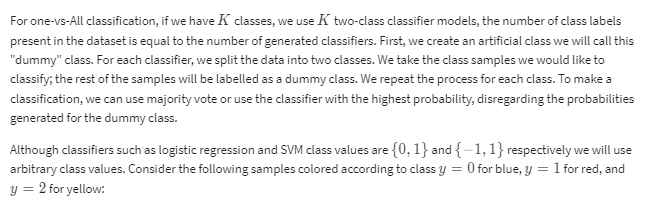 For one-vs-All classification, if we have K classes, we use K two-class classifier models, the number of class labels
present in the dataset is equal to the number of generated classifiers. First, we create an artificial class we will call this
"dummy" class. For each classifier, we split the data into two classes. We take the class samples we would like to
classify; the rest of the samples will be labelled as a dummy class. We repeat the process for each class. To make a
classification, we can use majority vote or use the classifier with the highest probability, disregarding the probabilities
generated for the dummy class.
Although classifiers such as logistic regression and SVM class values are {0, 1} and {−1, 1} respectively we will use
arbitrary class values. Consider the following samples colored according to class y = 0 for blue, y = 1 for red, and
y = 2 for yellow: